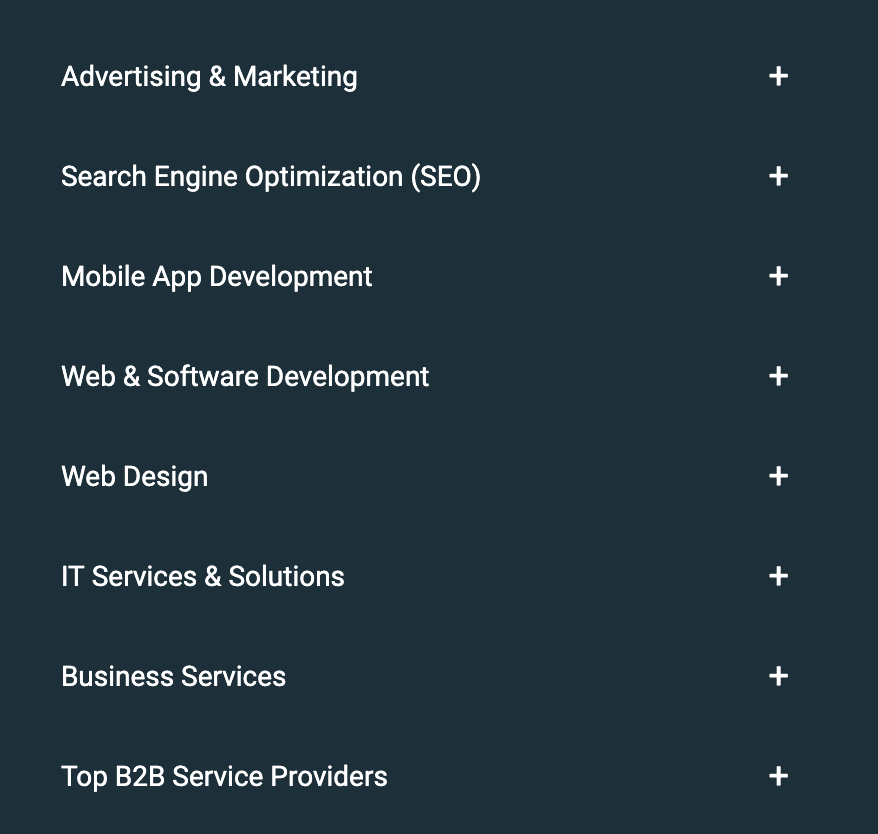 Advertising & Marketing +
Search Engine Optimization (SEO) +
Mobile App Development +
Web & Software Development +
Web Design +
IT Services & Solutions +
Business Services +
Top B2B Service Providers +